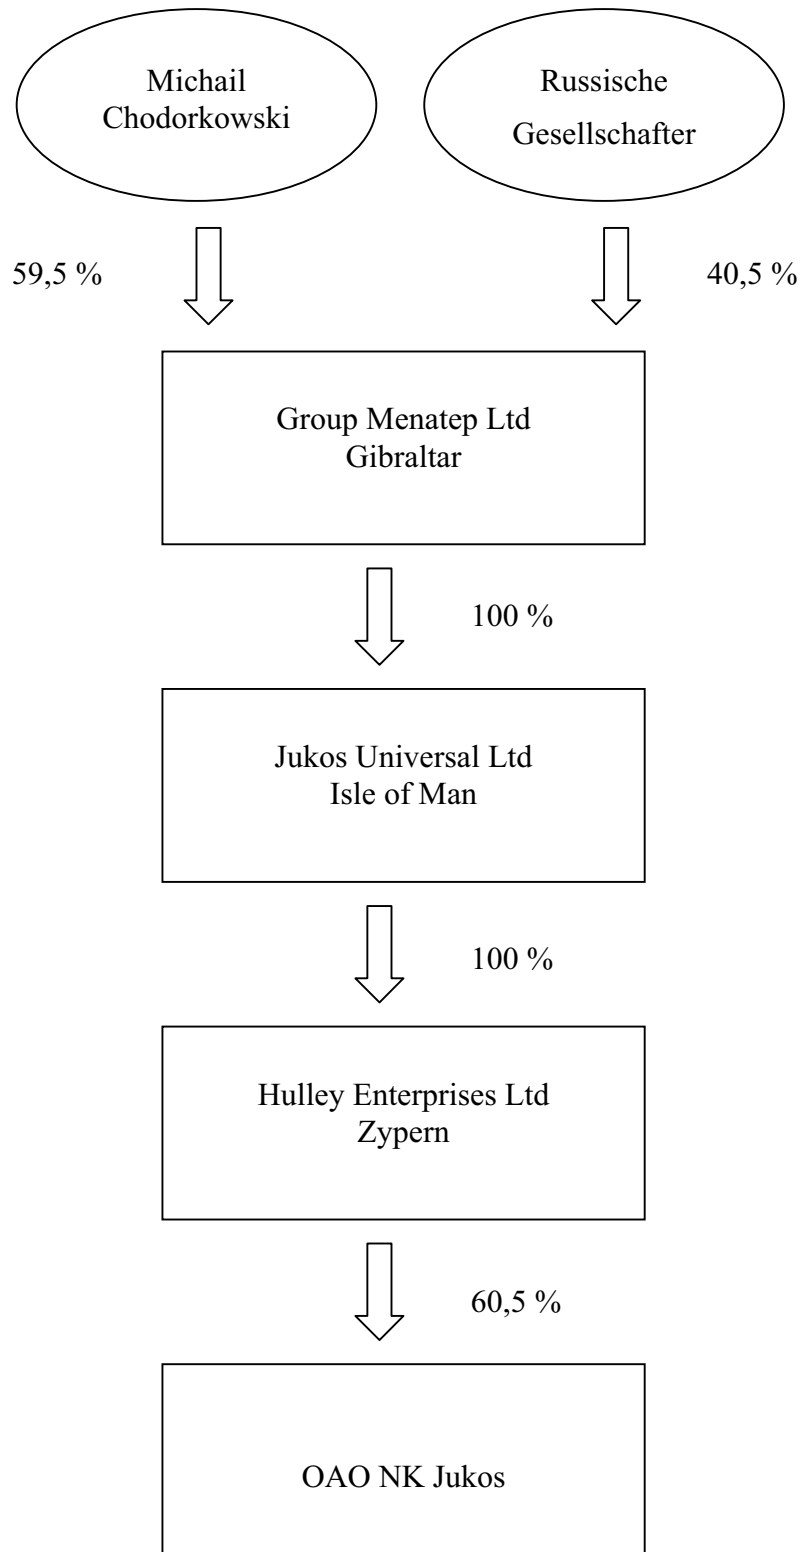 Michail
Chodorkowski
Russische
Gesellschafter
59,5 %
40,5 %
Group Menatep Ltd
Gibraltar
100 %
Jukos Universal Ltd
Isle of Man
100 %
Hulley Enterprises Ltd
Zypern
60,5 %
OAO NK Jukos